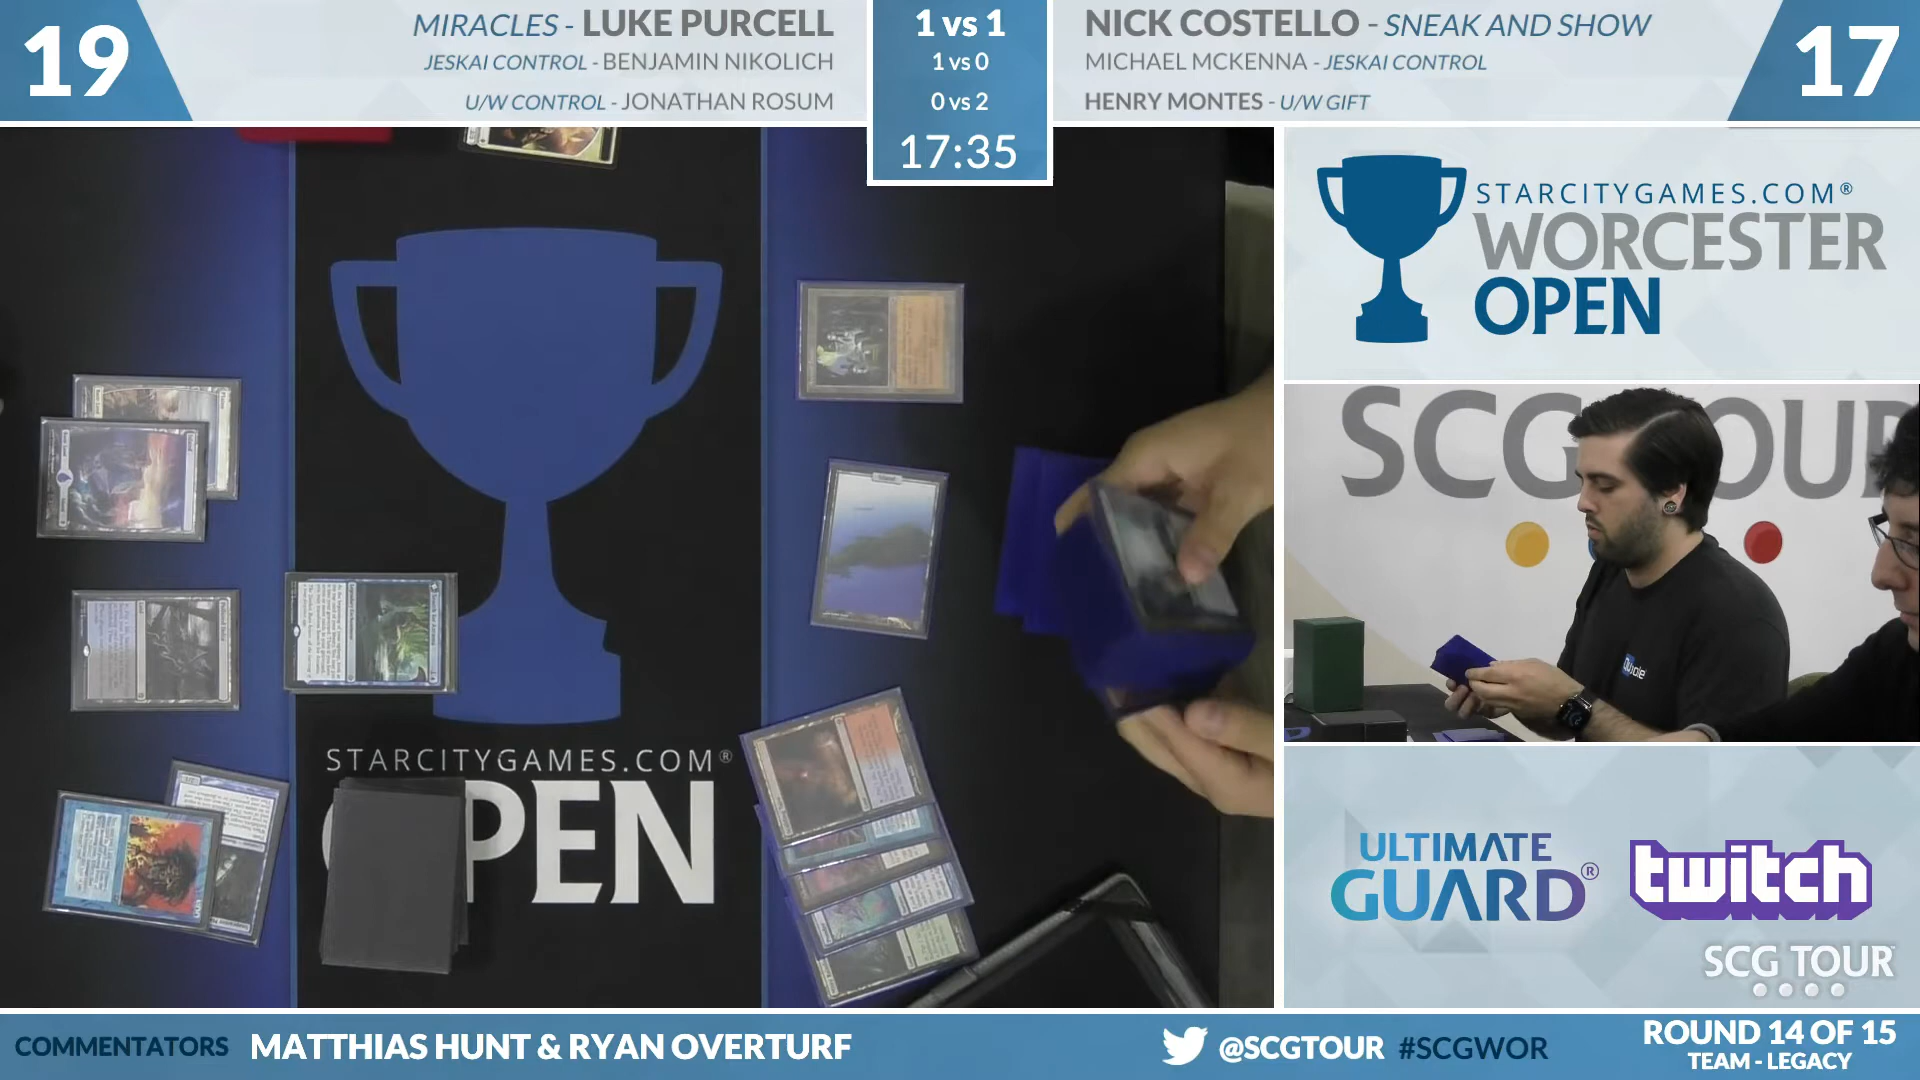 19
MIRACLES - LUKE PURCELL
JESKAI CONTROL - BENJAMIN NIKOLICH
U/W CONTROL - JONATHAN ROSUM
1 vs 1
1 vs 0
0 vs 2
17:35
NICK COSTELLO - SNEAK AND SHOW
MICHAEL MCKENNA - JESKAI CONTROL
HENRY MONTES - U/W GIFT
17
STARCITYGAMES.COM®
WORCESTER
OPEN
STARCITYGAMES.COM®
PEN
SCG TOUR
ULTIMATE
GUARD®
twitch
SCG TOUR
COMMENTATORS MATTHIAS HUNT & RYAN OVERTURF
@SCGTOUR #SCGWOR
ROUND 14 OF 15
TEAM - LEGACY